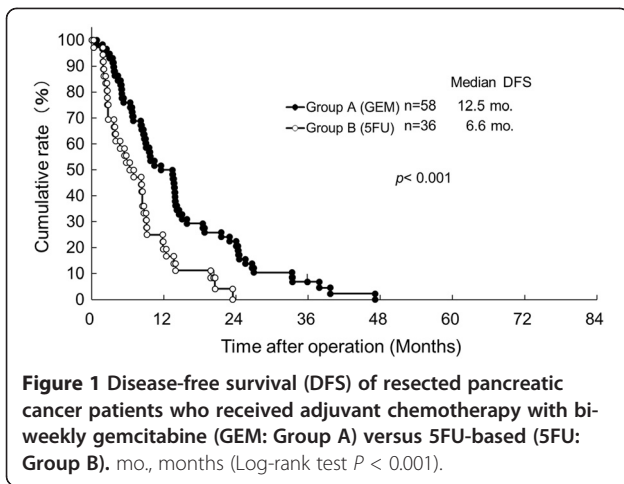 100
90
80
70
60
50
40
30
20
10
0
Cumulative rate (%)
Median DFS
Group A (GEM) n=58 12.5 mo.
Group B (5FU) n=36 6.6 mo.
p< 0.001
0 12 24 36 48 60 72 84
Time after operation (Months)
Figure 1 Disease-free survival (DFS) of resected pancreatic
cancer patients who received adjuvant chemotherapy with bi-
weekly gemcitabine (GEM: Group A) versus 5FU-based (5FU:
Group B). mo., months (Log-rank test P < 0.001).